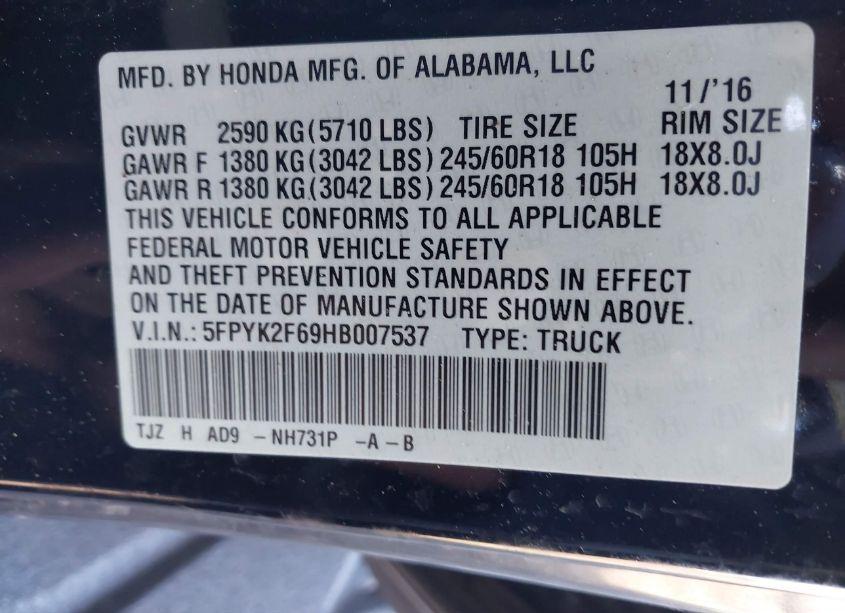 MFD. BY HONDA MFG. OF ALABAMA, LLC
11/'16
GVWR 2590 KG(5710 LBS) TIRE SIZE RIM SIZE
GAWR F 1380 KG(3042 LBS) 245/60R18 105H 18X8.0J
GAWR R 1380 KG(3042 LBS) 245/60R18 105H 18X8.0J
THIS VEHICLE CONFORMS TO ALL APPLICABLE
FEDERAL MOTOR VEHICLE SAFETY
AND THEFT PREVENTION STANDARDS IN EFFECT
ON THE DATE OF MANUFACTURE SHOWN ABOVE.
V.I.N.: 5FPYK2F69HB007537 TYPE: TRUCK
TJZ H AD9 – NH731P –A – B